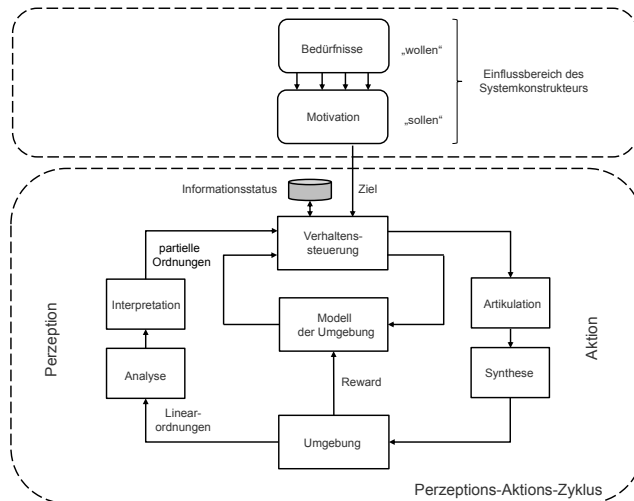 Bedürfnisse
„wollen“
Einflussbereich des
Systemkonstrukteurs
Motivation
„sollen“
Informationsstatus
Ziel
Verhaltens-
steuerung
partielle
Ordnungen
Interpretation
Modell
der Umgebung
Artikulation
Perzeption
Aktion
Analyse
Reward
Synthese
Linear-
ordnungen
Umgebung
Perzeptions-Aktions-Zyklus